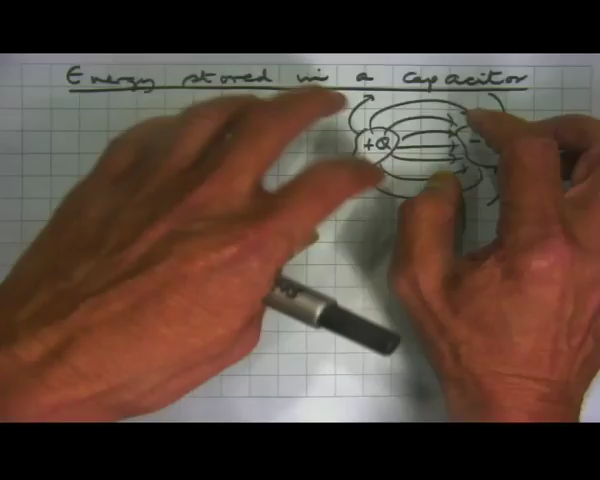 Energy stored in a capacitor
+Q -